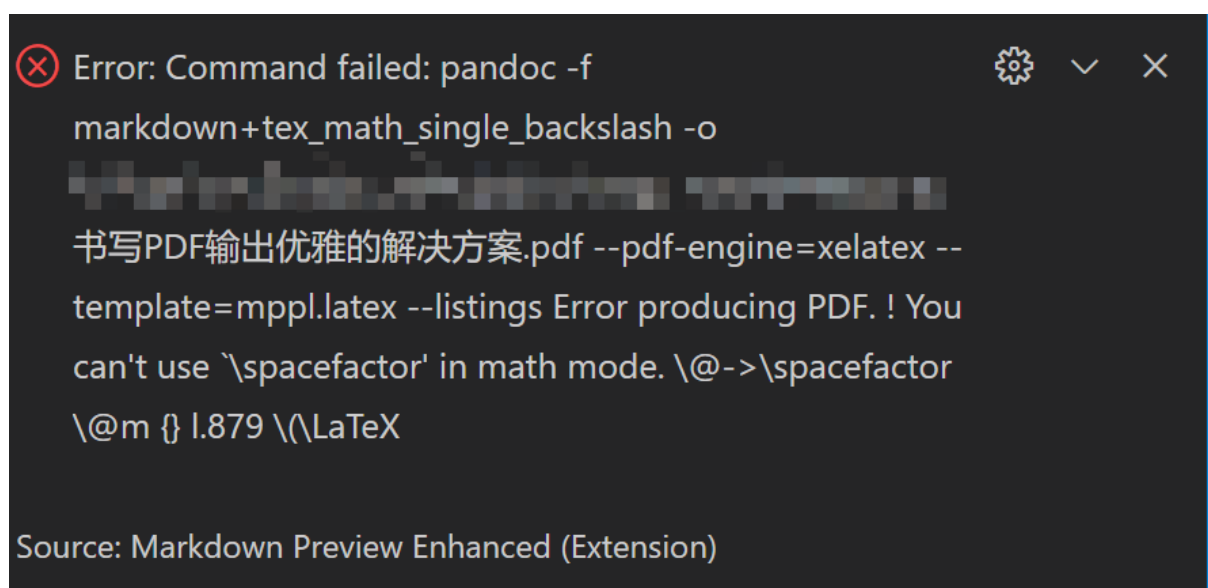 Error: Command failed: pandoc -f
markdown+tex_math_single_backslash -o
书写PDF输出优雅的解决方案.pdf --pdf-engine=xelatex --
template=mppl.latex --listings Error producing PDF. ! You
can't use `\spacefactor' in math mode. \@->\spacefactor
\@m {} l.879 \(\LaTeX
Source: Markdown Preview Enhanced (Extension)